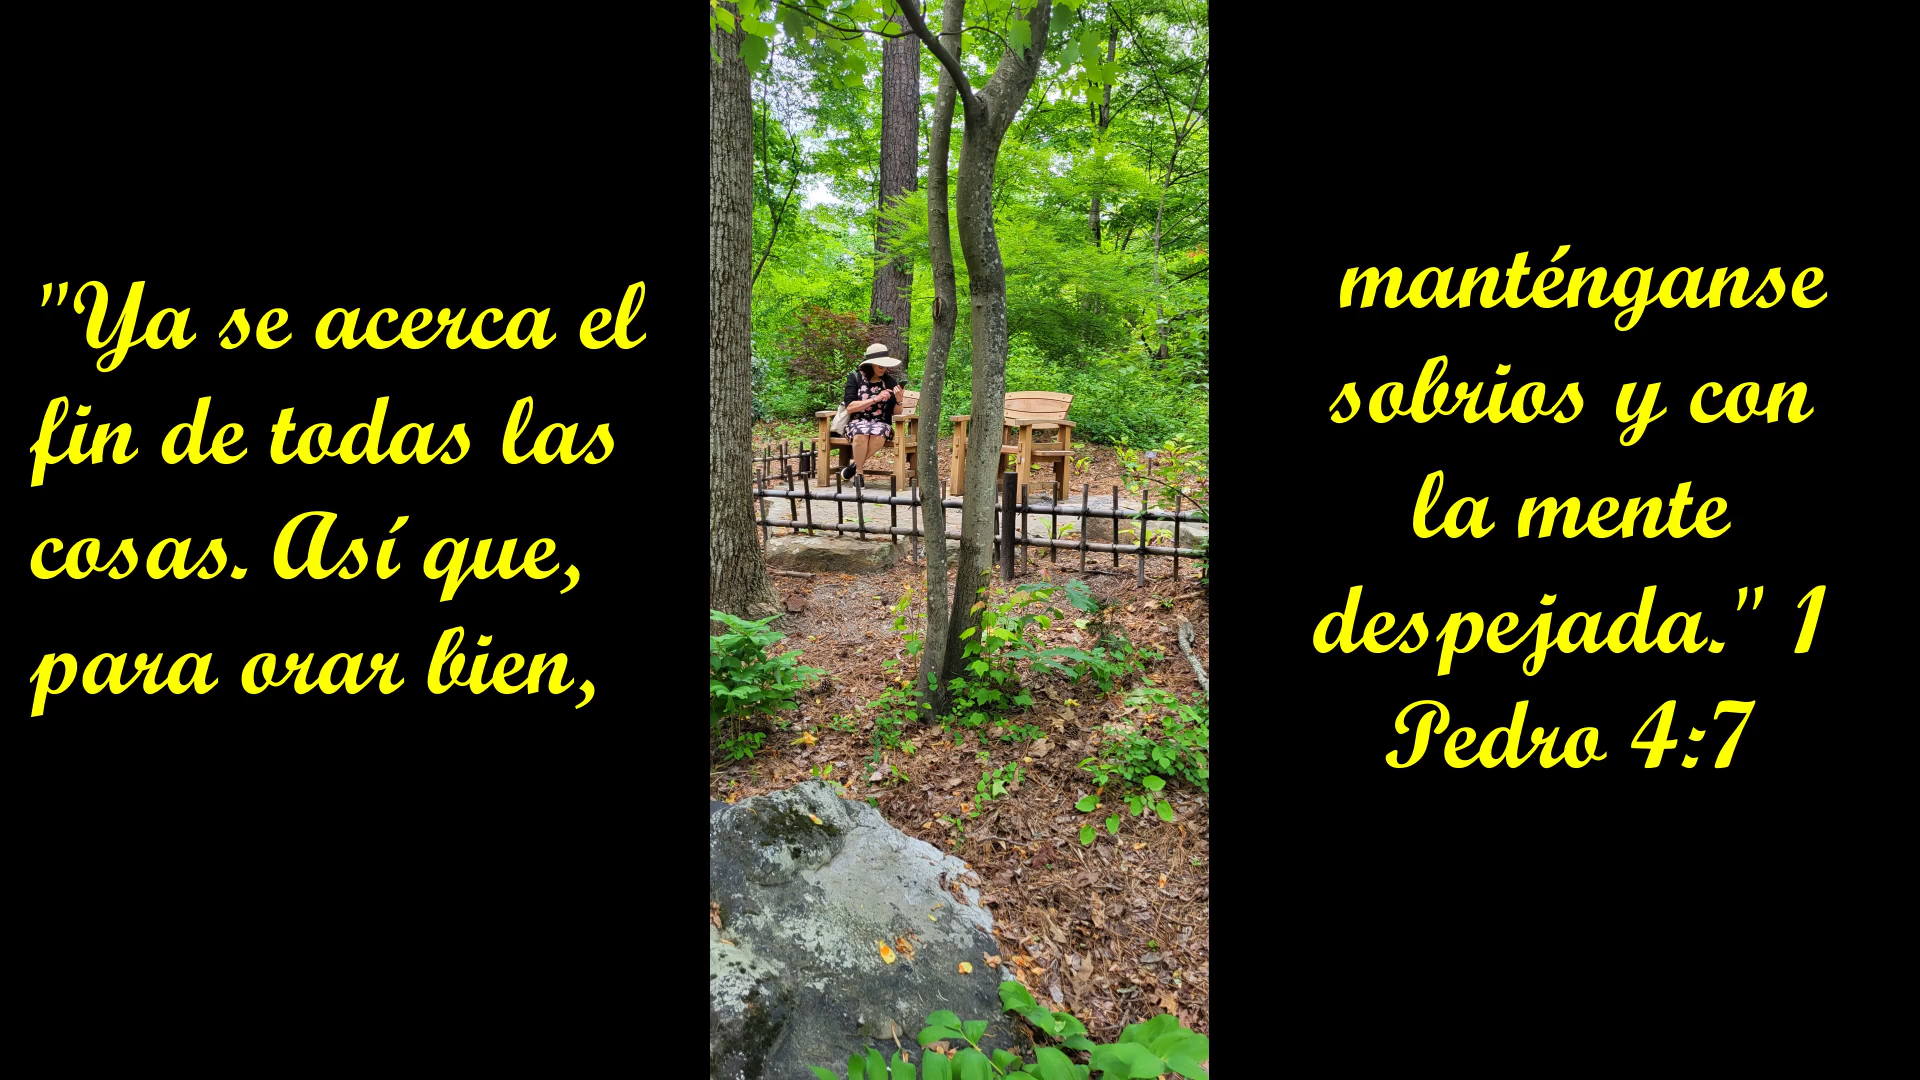 "Ya se acerca el
fin de todas las
cosas. Así que,
para orar bien,
manténganse
sobrios y con
la mente
despejada." 1
Pedro 4:7